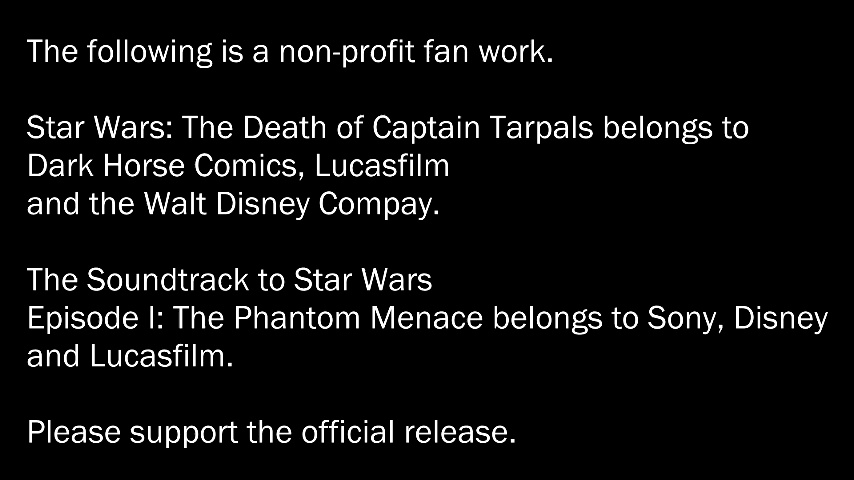 The following is a non-profit fan work.
Star Wars: The Death of Captain Tarpals belongs to
Dark Horse Comics, Lucasfilm
and the Walt Disney Compay.
The Soundtrack to Star Wars
Episode I: The Phantom Menace belongs to Sony, Disney
and Lucasfilm.
Please support the official release.